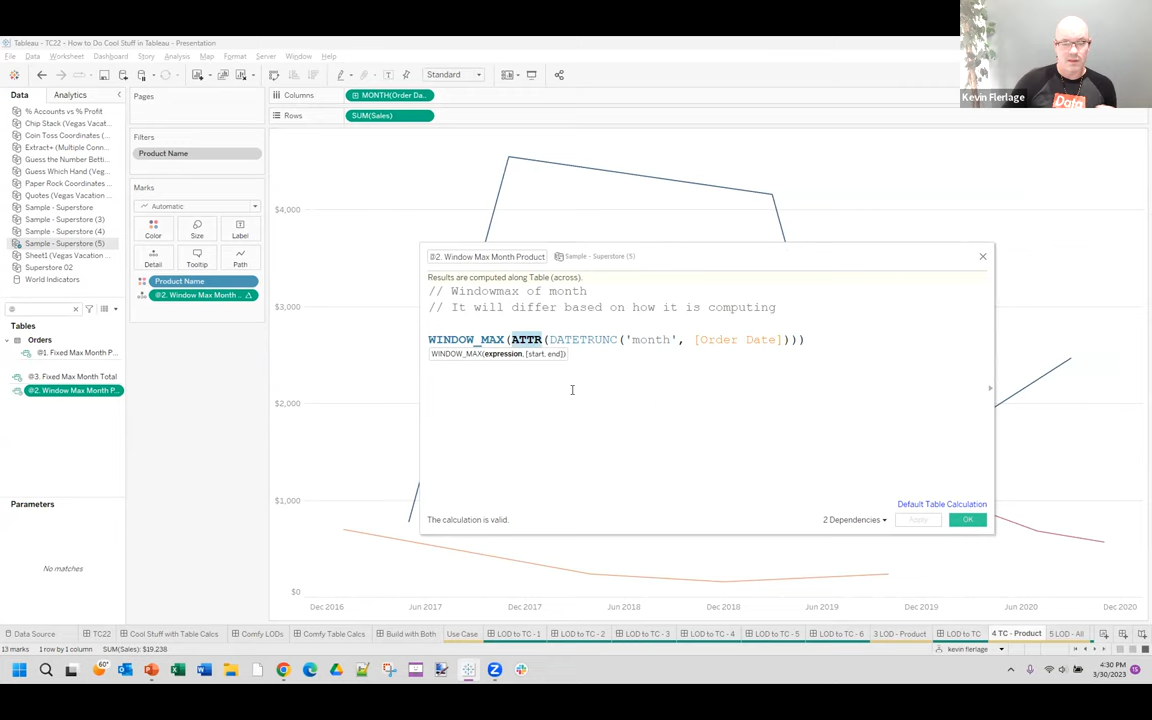 Tableau - TC22 - How to Do Cool Stuff in Tableau - Presentation
File Data Worksheet Dashboard Story Analysis Map Format Server Window Help
Standard
Kevin Flerlage
Data Analytics
Pages
Columns MONTH(Order Da..
Rows SUM(Sales)
% Accounts vs % Profit
Chip Stack (Vegas Vacat...
Coin Toss Coordinates (...
Extract+ (Multiple Conn...
Guess the Number Betti...
Guess Which Hand (Veg...
Paper Rock Coordinates ...
Quotes (Vegas Vacation ...
Sample - Superstore
Sample - Superstore (3)
Sample - Superstore (4)
Sample - Superstore (5)
Sheet1 (Vegas Vacation ...
Superstore 02
World Indicators
Filters
Product Name
Marks
Automatic
Color Size Label
Detail Tooltip Path
Product Name
@2. Window Max Month ..
@
Tables
Orders
@1. Fixed Max Month P...
@3. Fixed Max Month Total
@2. Window Max Month P...
Parameters
No matches
$4,000
$3,000
$2,000
$1,000
$0
@2. Window Max Month Product Sample - Superstore (5)
Results are computed along Table (across).
// Windowmax of month
// It will differ based on how it is computing
WINDOW_MAX(ATTR(DATETRUNC('month', [Order Date])))
WINDOW_MAX(expression, [start, end])
Default Table Calculation
The calculation is valid. 2 Dependencies Apply OK
Dec 2016 Jun 2017 Dec 2017 Jun 2018 Dec 2018 Jun 2019 Dec 2019 Jun 2020 Dec 2020
Data Source TC22 Cool Stuff with Table Calcs Comfy LODs Comfy Table Calcs Build with Both Use Case LOD to TC - 1 LOD to TC - 2 LOD to TC - 3 LOD to TC - 4 LOD to TC - 5 LOD to TC - 6 3 LOD - Product LOD to TC 4 TC - Product 5 LOD - All
13 marks 1 row by 1 column SUM(Sales): $19,238 kevin flerlage
60°
4:30 PM
3/30/2023
15